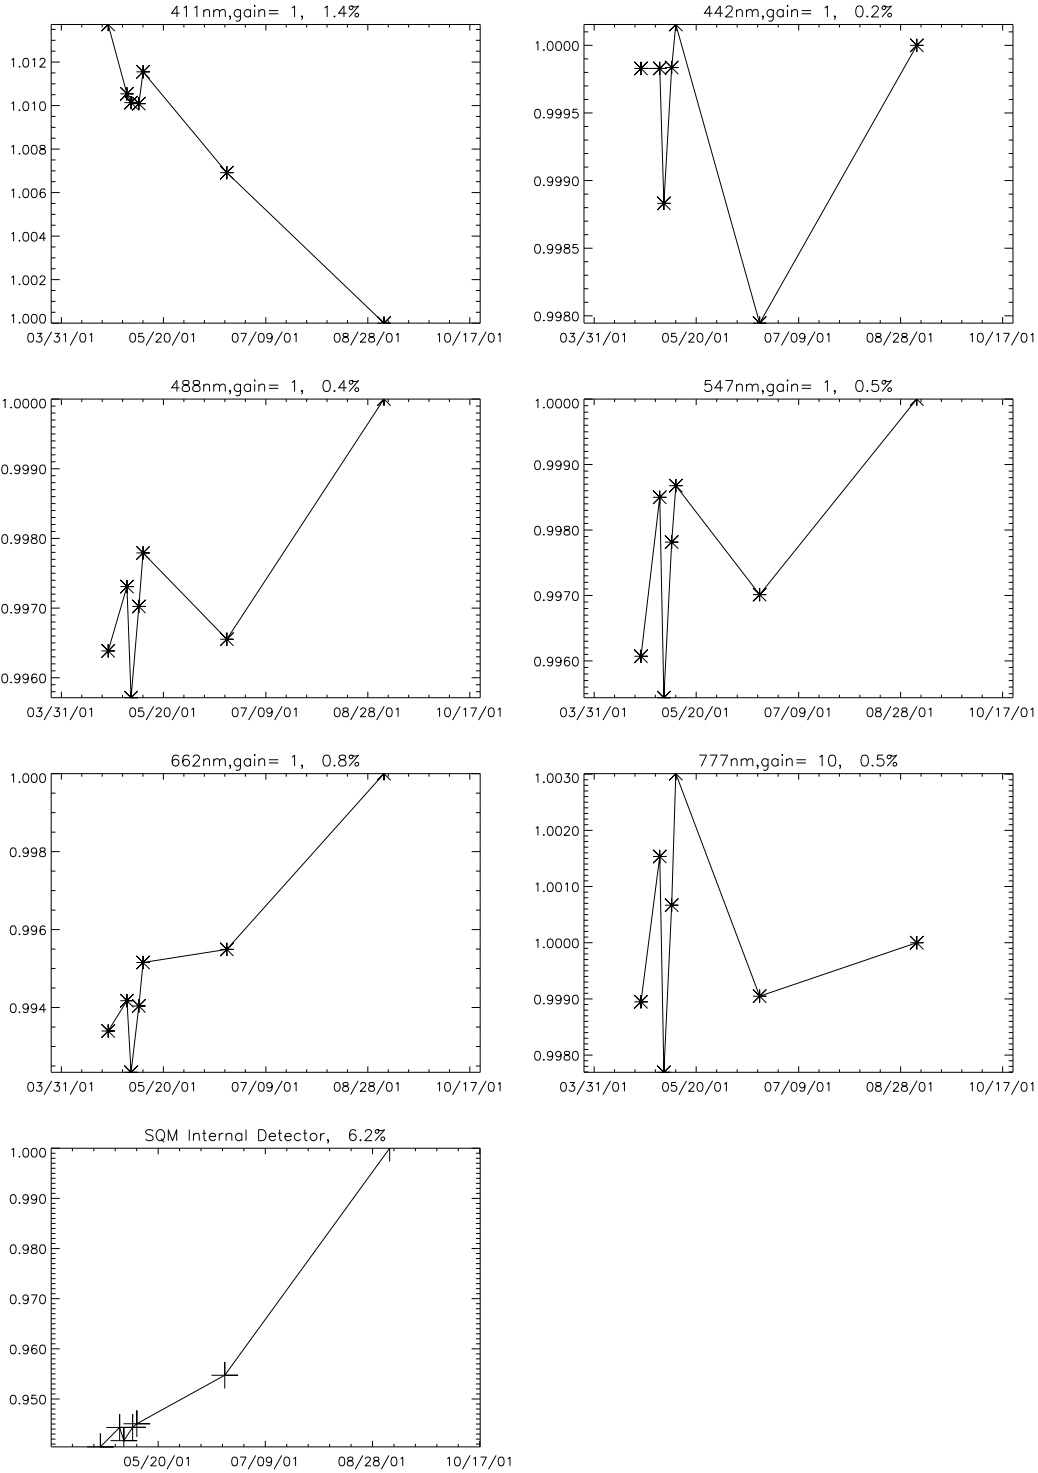 411nm,gain= 1, 1.4%
1.012
1.010
1.008
1.006
1.004
1.002
1.000
03/31/01 05/20/01 07/09/01 08/28/01 10/17/01
442nm,gain= 1, 0.2%
1.0000
0.9995
0.9990
0.9985
0.9980
03/31/01 05/20/01 07/09/01 08/28/01 10/17/01
488nm,gain= 1, 0.4%
1.0000
0.9990
0.9980
0.9970
0.9960
03/31/01 05/20/01 07/09/01 08/28/01 10/17/01
547nm,gain= 1, 0.5%
1.0000
0.9990
0.9980
0.9970
0.9960
03/31/01 05/20/01 07/09/01 08/28/01 10/17/01
662nm,gain= 1, 0.8%
1.000
0.998
0.996
0.994
03/31/01 05/20/01 07/09/01 08/28/01 10/17/01
777nm,gain= 10, 0.5%
1.0030
1.0020
1.0010
1.0000
0.9990
0.9980
03/31/01 05/20/01 07/09/01 08/28/01 10/17/01
SQM Internal Detector, 6.2%
1.000
0.990
0.980
0.970
0.960
0.950
05/20/01 07/09/01 08/28/01 10/17/01